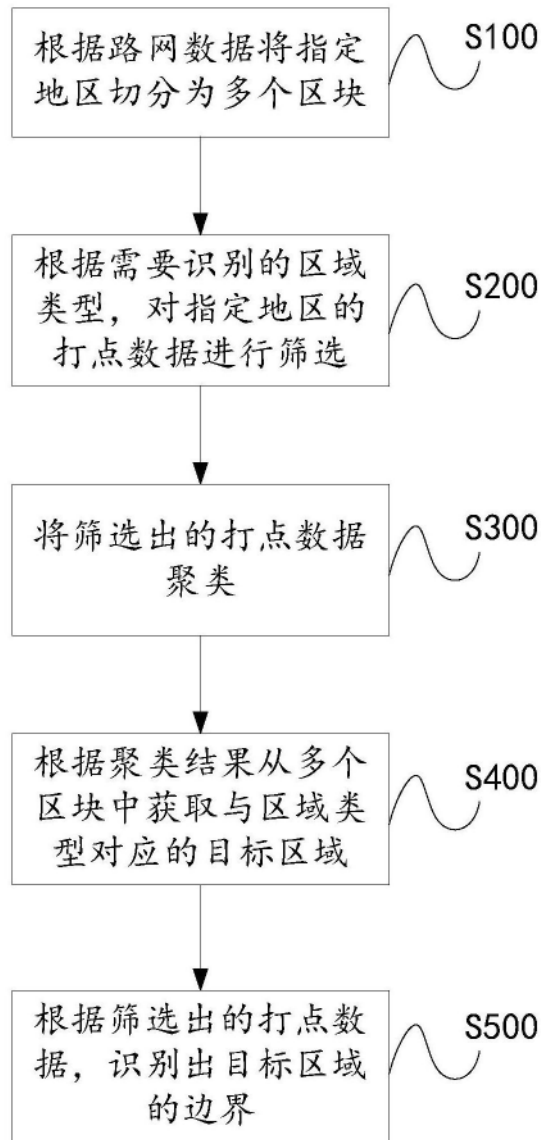 根据路网数据将指定
地区切分为多个区块
S100
根据需要识别的区域
类型，对指定地区的
打点数据进行筛选
S200
将筛选出的打点数据
聚类
S300
根据聚类结果从多个
区块中获取与区域类
型对应的目标区域
S400
根据筛选出的打点数
据，识别出目标区域
的边界
S500